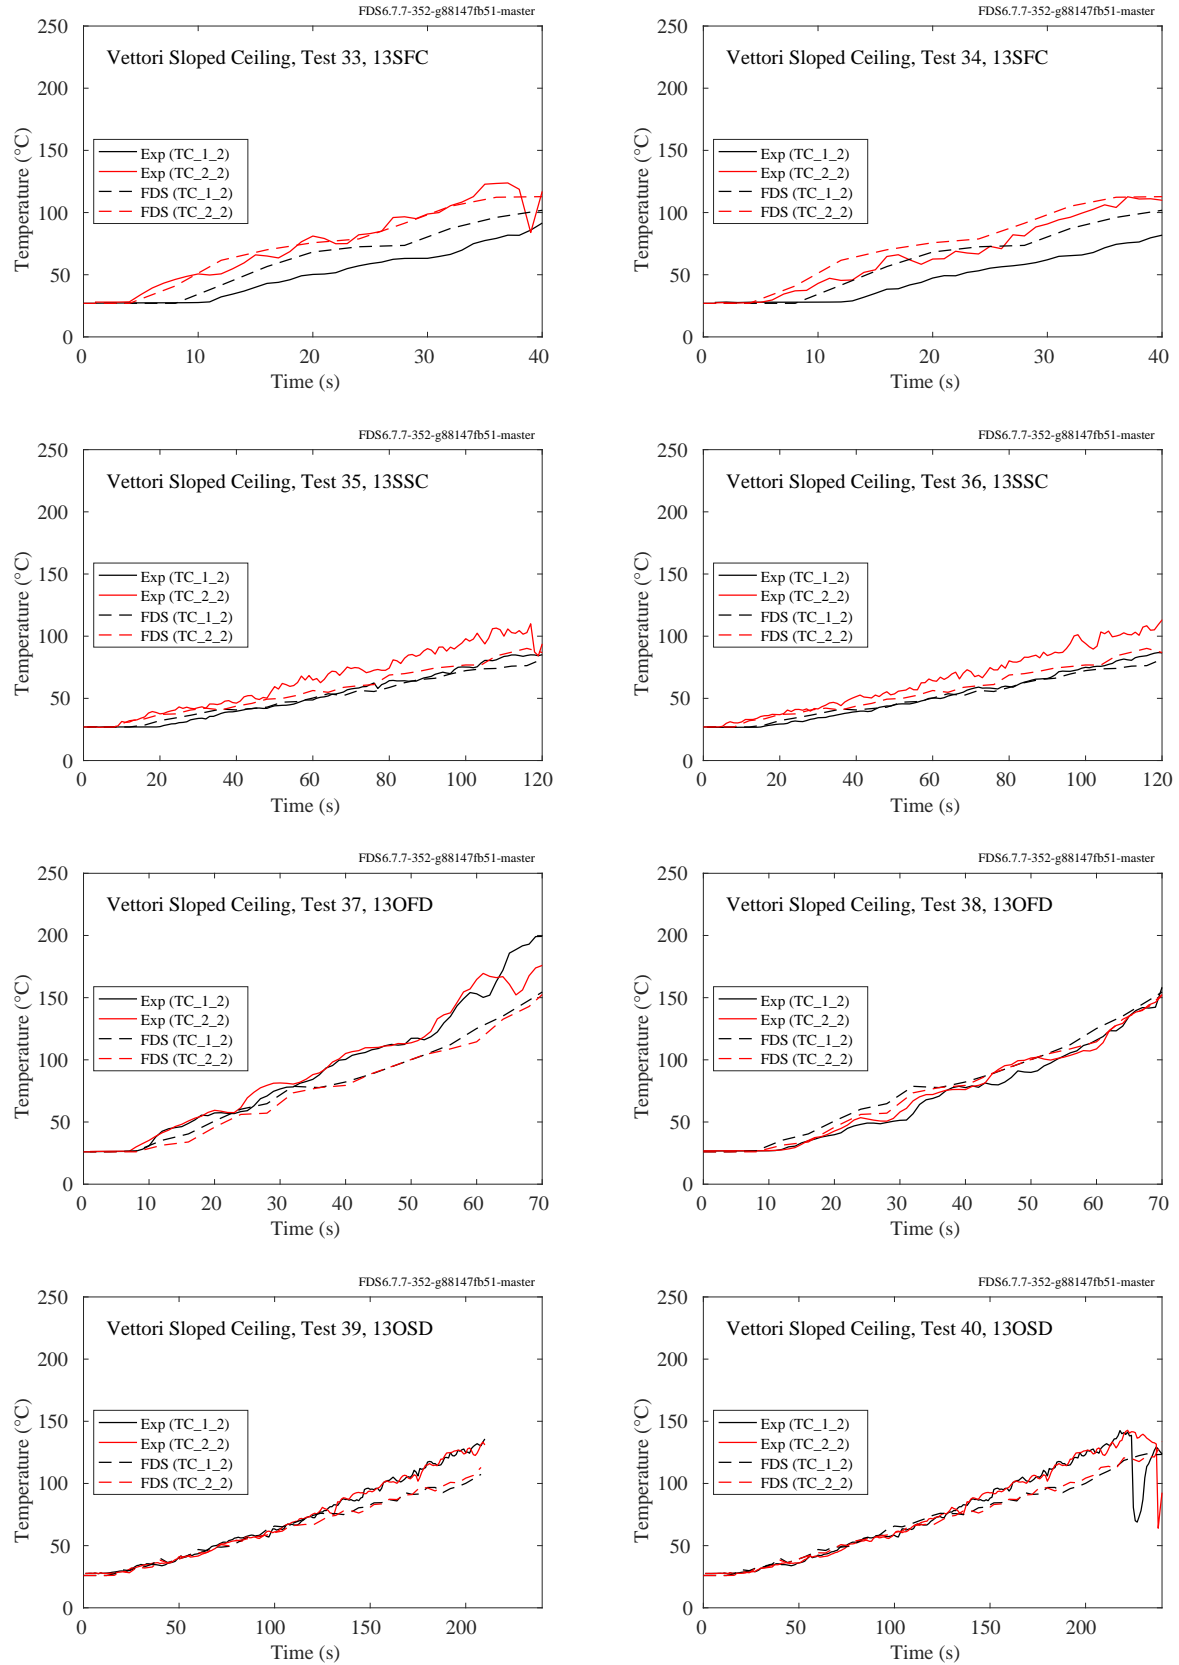 FDS6.7.7-352-g88147fb51-master
Vettori Sloped Ceiling, Test 33, 13SFC
Temperature (°C)
250
200
150
100
50
0
Exp (TC_1_2)
Exp (TC_2_2)
FDS (TC_1_2)
FDS (TC_2_2)
0 10 20 30 40
Time (s)
FDS6.7.7-352-g88147fb51-master
Vettori Sloped Ceiling, Test 34, 13SFC
Temperature (°C)
250
200
150
100
50
0
Exp (TC_1_2)
Exp (TC_2_2)
FDS (TC_1_2)
FDS (TC_2_2)
0 10 20 30 40
Time (s)
FDS6.7.7-352-g88147fb51-master
Vettori Sloped Ceiling, Test 35, 13SSC
Temperature (°C)
250
200
150
100
50
0
Exp (TC_1_2)
Exp (TC_2_2)
FDS (TC_1_2)
FDS (TC_2_2)
0 20 40 60 80 100 120
Time (s)
FDS6.7.7-352-g88147fb51-master
Vettori Sloped Ceiling, Test 36, 13SSC
Temperature (°C)
250
200
150
100
50
0
Exp (TC_1_2)
Exp (TC_2_2)
FDS (TC_1_2)
FDS (TC_2_2)
0 20 40 60 80 100 120
Time (s)
FDS6.7.7-352-g88147fb51-master
Vettori Sloped Ceiling, Test 37, 13OFD
Temperature (°C)
250
200
150
100
50
0
Exp (TC_1_2)
Exp (TC_2_2)
FDS (TC_1_2)
FDS (TC_2_2)
0 10 20 30 40 50 60 70
Time (s)
FDS6.7.7-352-g88147fb51-master
Vettori Sloped Ceiling, Test 38, 13OFD
Temperature (°C)
250
200
150
100
50
0
Exp (TC_1_2)
Exp (TC_2_2)
FDS (TC_1_2)
FDS (TC_2_2)
0 10 20 30 40 50 60 70
Time (s)
FDS6.7.7-352-g88147fb51-master
Vettori Sloped Ceiling, Test 39, 13OSD
Temperature (°C)
250
200
150
100
50
0
Exp (TC_1_2)
Exp (TC_2_2)
FDS (TC_1_2)
FDS (TC_2_2)
0 50 100 150 200
Time (s)
FDS6.7.7-352-g88147fb51-master
Vettori Sloped Ceiling, Test 40, 13OSD
Temperature (°C)
250
200
150
100
50
0
Exp (TC_1_2)
Exp (TC_2_2)
FDS (TC_1_2)
FDS (TC_2_2)
0 50 100 150 200
Time (s)